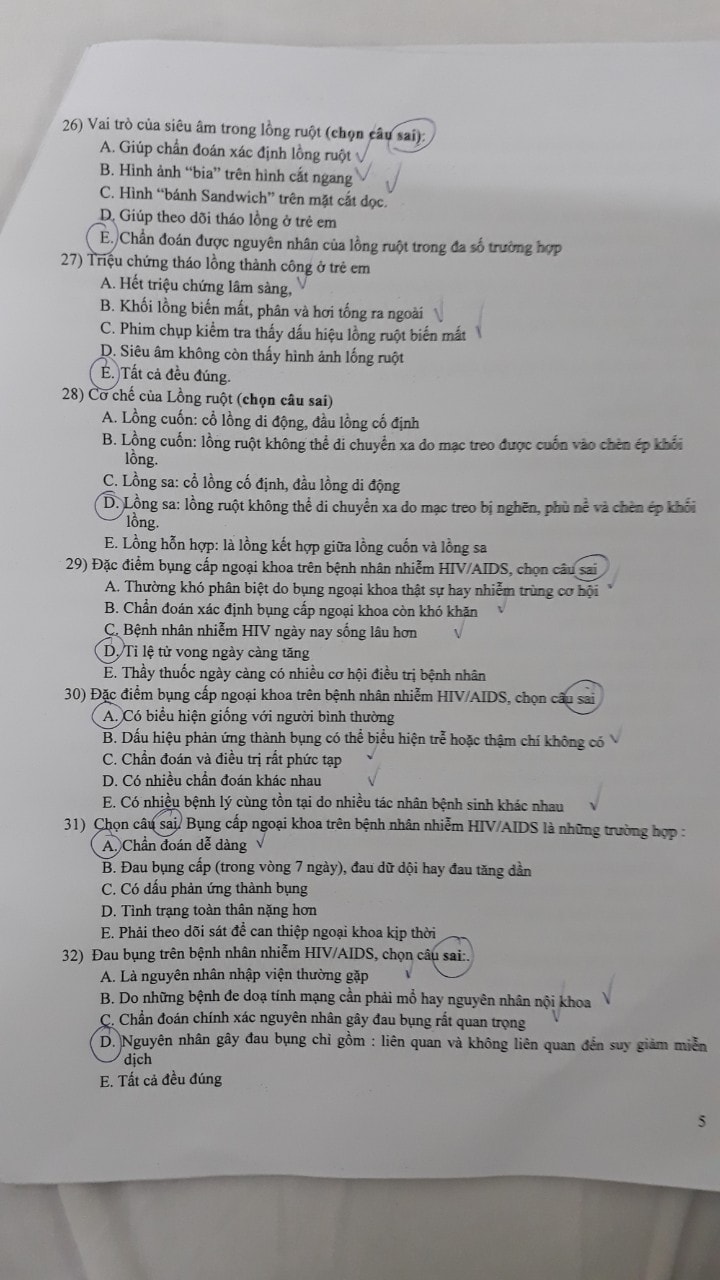 26) Vai trò của siêu âm trong lồng ruột (chọn câu sai):
A. Giúp chẩn đoán xác định lồng ruột
B. Hình ảnh “bia” trên hình cắt ngang
C. Hình “bánh Sandwich” trên mặt cắt dọc.
D. Giúp theo dõi tháo lồng ở trẻ em
E. Chẩn đoán được nguyên nhân của lồng ruột trong đa số trường hợp
27) Triệu chứng tháo lồng thành công ở trẻ em
A. Hết triệu chứng lâm sàng,
B. Khối lồng biến mất, phân và hơi tống ra ngoài
C. Phim chụp kiểm tra thấy dấu hiệu lồng ruột biến mất
D. Siêu âm không còn thấy hình ảnh lồng ruột
E. Tất cả đều đúng.
28) Cơ chế của Lồng ruột (chọn câu sai)
A. Lồng cuốn: cổ lồng di động, đầu lồng cố định
B. Lồng cuốn: lồng ruột không thể di chuyển xa do mạc treo được cuốn vào chèn ép khối
lồng.
C. Lồng sa: cổ lồng cố định, đầu lồng di động
D. Lồng sa: lồng ruột không thể di chuyển xa do mạc treo bị nghẽn, phù nề và chèn ép khối
lồng.
E. Lồng hỗn hợp: là lồng kết hợp giữa lồng cuốn và lồng sa
29) Đặc điểm bụng cấp ngoại khoa trên bệnh nhân nhiễm HIV/AIDS, chọn câu sai
A. Thường khó phân biệt do bụng ngoại khoa thật sự hay nhiễm trùng cơ hội
B. Chẩn đoán xác định bụng cấp ngoại khoa còn khó khăn
C. Bệnh nhân nhiễm HIV ngày nay sống lâu hơn
D. Tỉ lệ tử vong ngày càng tăng
E. Thầy thuốc ngày càng có nhiều cơ hội điều trị bệnh nhân
30) Đặc điểm bụng cấp ngoại khoa trên bệnh nhân nhiễm HIV/AIDS, chọn câu sai
A. Có biểu hiện giống với người bình thường
B. Dấu hiệu phản ứng thành bụng có thể biểu hiện trễ hoặc thậm chí không có
C. Chẩn đoán và điều trị rất phức tạp
D. Có nhiều chẩn đoán khác nhau
E. Có nhiều bệnh lý cùng tồn tại do nhiều tác nhân bệnh sinh khác nhau
31) Chọn câu sai. Bụng cấp ngoại khoa trên bệnh nhân nhiễm HIV/AIDS là những trường hợp :
A. Chẩn đoán dễ dàng
B. Đau bụng cấp (trong vòng 7 ngày), đau dữ dội hay đau tăng dần
C. Có dấu phản ứng thành bụng
D. Tình trạng toàn thân nặng hơn
E. Phải theo dõi sát để can thiệp ngoại khoa kịp thời
32) Đau bụng trên bệnh nhân nhiễm HIV/AIDS, chọn câu sai:.
A. Là nguyên nhân nhập viện thường gặp
B. Do những bệnh đe doạ tính mạng cần phải mổ hay nguyên nhân nội khoa
C. Chẩn đoán chính xác nguyên nhân gây đau bụng rất quan trọng
D. Nguyên nhân gây đau bụng chỉ gồm : liên quan và không liên quan đến suy giảm miễn
dịch
E. Tất cả đều đúng
5